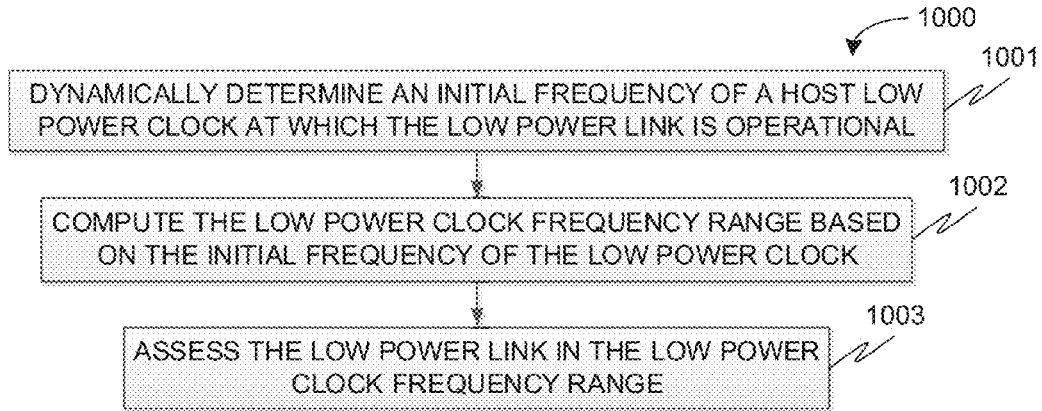 1000
1001
DYNAMICALLY DETERMINE AN INITIAL FREQUENCY OF A HOST LOW
POWER CLOCK AT WHICH THE LOW POWER LINK IS OPERATIONAL
1002
COMPUTE THE LOW POWER CLOCK FREQUENCY RANGE BASED
ON THE INITIAL FREQUENCY OF THE LOW POWER CLOCK
1003
ASSESS THE LOW POWER LINK IN THE LOW POWER
CLOCK FREQUENCY RANGE